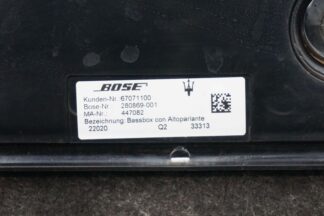 BOSE
Kunden-Nr. 67071100
Bose-Nr. 280869-001
MA-Nr.: 447082
Bezeichnung: Bassbox con Altoparlante
22020 Q2 33313